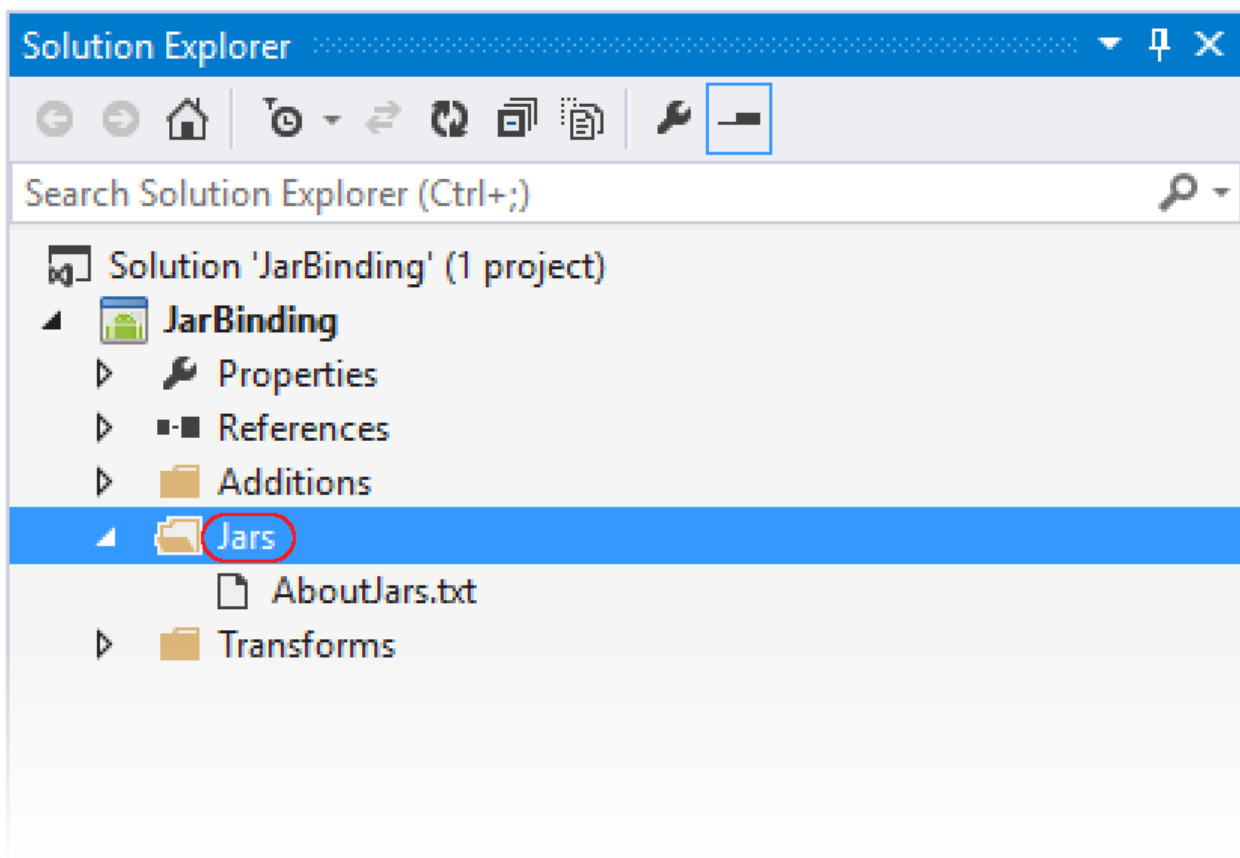 Solution Explorer
Search Solution Explorer (Ctrl+;)
Solution 'JarBinding' (1 project)
JarBinding
Properties
References
Additions
Jars
AboutJars.txt
Transforms